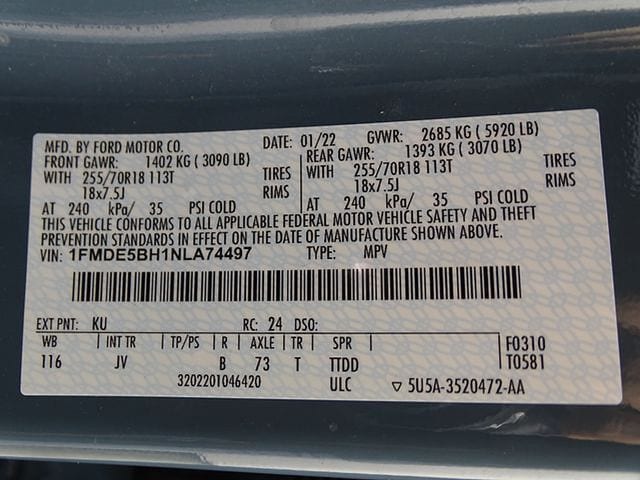 MFD. BY FORD MOTOR CO. DATE: 01/22 GVWR: 2685 KG ( 5920 LB)
FRONT GAWR: 1402 KG ( 3090 LB) REAR GAWR: 1393 KG ( 3070 LB)
WITH 255/70R18 113T TIRES WITH 255/70R18 113T TIRES
18x7.5J RIMS 18x7.5J RIMS
AT 240 kPa/ 35 PSI COLD AT 240 kPa/ 35 PSI COLD
THIS VEHICLE CONFORMS TO ALL APPLICABLE FEDERAL MOTOR VEHICLE SAFETY AND THEFT
PREVENTION STANDARDS IN EFFECT ON THE DATE OF MANUFACTURE SHOWN ABOVE.
VIN: 1FMDE5BH1NLA74497 TYPE: MPV
EXT PNT: KU RC: 24 DSO:
WB | INT TR | TP/PS | R | AXLE | TR | SPR | F0310
116 JV B 73 T TTDD T0581
3202201046420 ULC ▽ 5U5A-3520472-AA